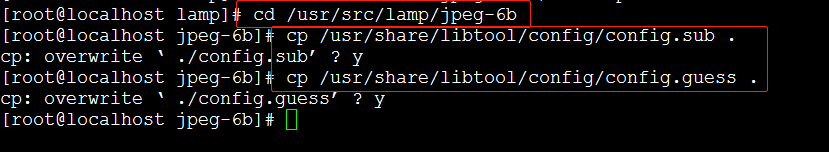 [root@localhost lamp]# cd /usr/src/lamp/jpeg-6b
[root@localhost jpeg-6b]# cp /usr/share/libtool/config/config.sub .
cp: overwrite ‘ ./config.sub’ ? y
[root@localhost jpeg-6b]# cp /usr/share/libtool/config/config.guess .
cp: overwrite ‘ ./config.guess’ ? y
[root@localhost jpeg-6b]#